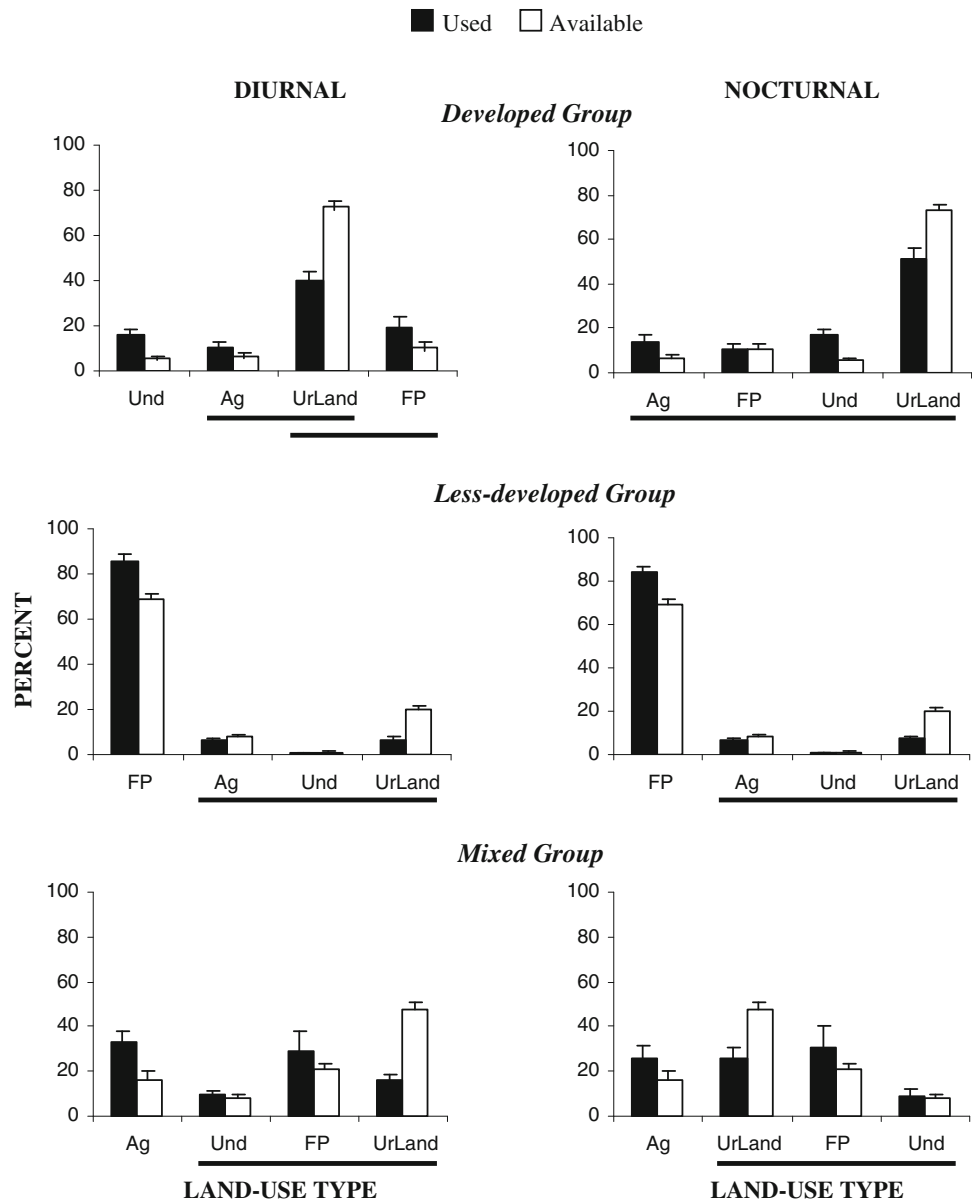 Used Available
DIURNAL NOCTURNAL
Developed Group
100 100
80 80
60 60
40 40
20 20
0 0
Und Ag UrLand FP Ag FP Und UrLand
Less-developed Group
100 100
80 80
60 60
40 40
20 20
0 0
FP Ag Und UrLand FP Ag Und UrLand
PERCENT
Mixed Group
100 100
80 80
60 60
40 40
20 20
0 0
Ag Und FP UrLand Ag UrLand FP Und
LAND-USE TYPE LAND-USE TYPE